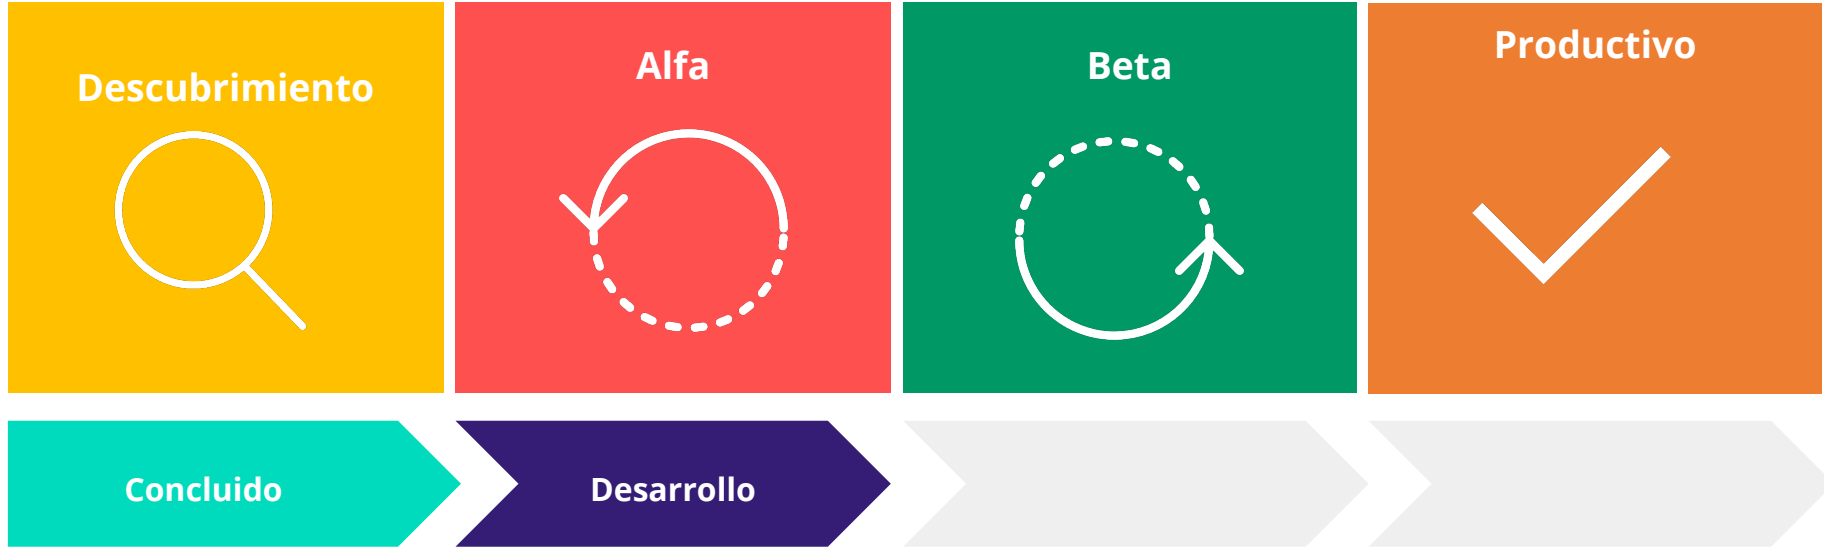 Descubrimiento
Alfa
Beta
Productivo
Concluido
Desarrollo